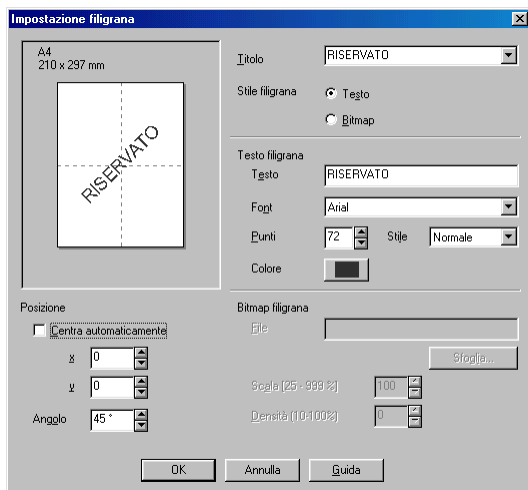 Impostazione filigrana
A4
210 x 297 mm
RISERVATO
Titolo RISERVATO
Stile filigrana Testo
Bitmap
Testo filigrana
Testo RISERVATO
Font Arial
Punti 72 Stile Normale
Colore
Posizione
Centra automaticamente
x 0
y 0
Angolo 45 °
Bitmap filigrana
File
Sfoglia...
Scala (25 - 999 %) 100
Densità (10-100%) 0
OK Annulla Guida